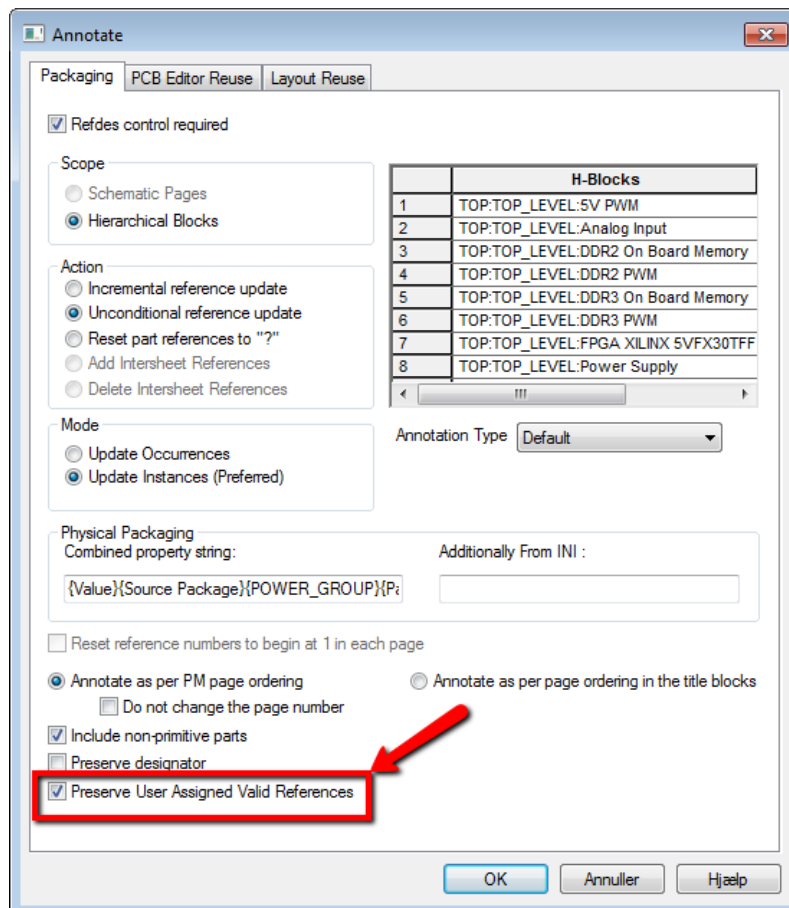 Annotate
Packaging PCB Editor Reuse Layout Reuse
Refdes control required
Scope
Schematic Pages
Hierarchical Blocks
H-Blocks
1 TOP:TOP_LEVEL:5V PWM
2 TOP:TOP_LEVEL:Analog Input
3 TOP:TOP_LEVEL:DDR2 On Board Memory
4 TOP:TOP_LEVEL:DDR2 PWM
5 TOP:TOP_LEVEL:DDR3 On Board Memory
6 TOP:TOP_LEVEL:DDR3 PWM
7 TOP:TOP_LEVEL:FPGA XILINX 5VFX30TFF
8 TOP:TOP_LEVEL:Power Supply
Action
Incremental reference update
Unconditional reference update
Reset part references to "?"
Add Intersheet References
Delete Intersheet References
Annotation Type Default
Mode
Update Occurrences
Update Instances (Preferred)
Physical Packaging
Combined property string: Additionally From INI :
{Value}{Source Package}{POWER_GROUP}{Pa
Reset reference numbers to begin at 1 in each page
Annotate as per PM page ordering Annotate as per page ordering in the title blocks
Do not change the page number
Include non-primitive parts
Preserve designator
Preserve User Assigned Valid References
OK Annuller Hjælp